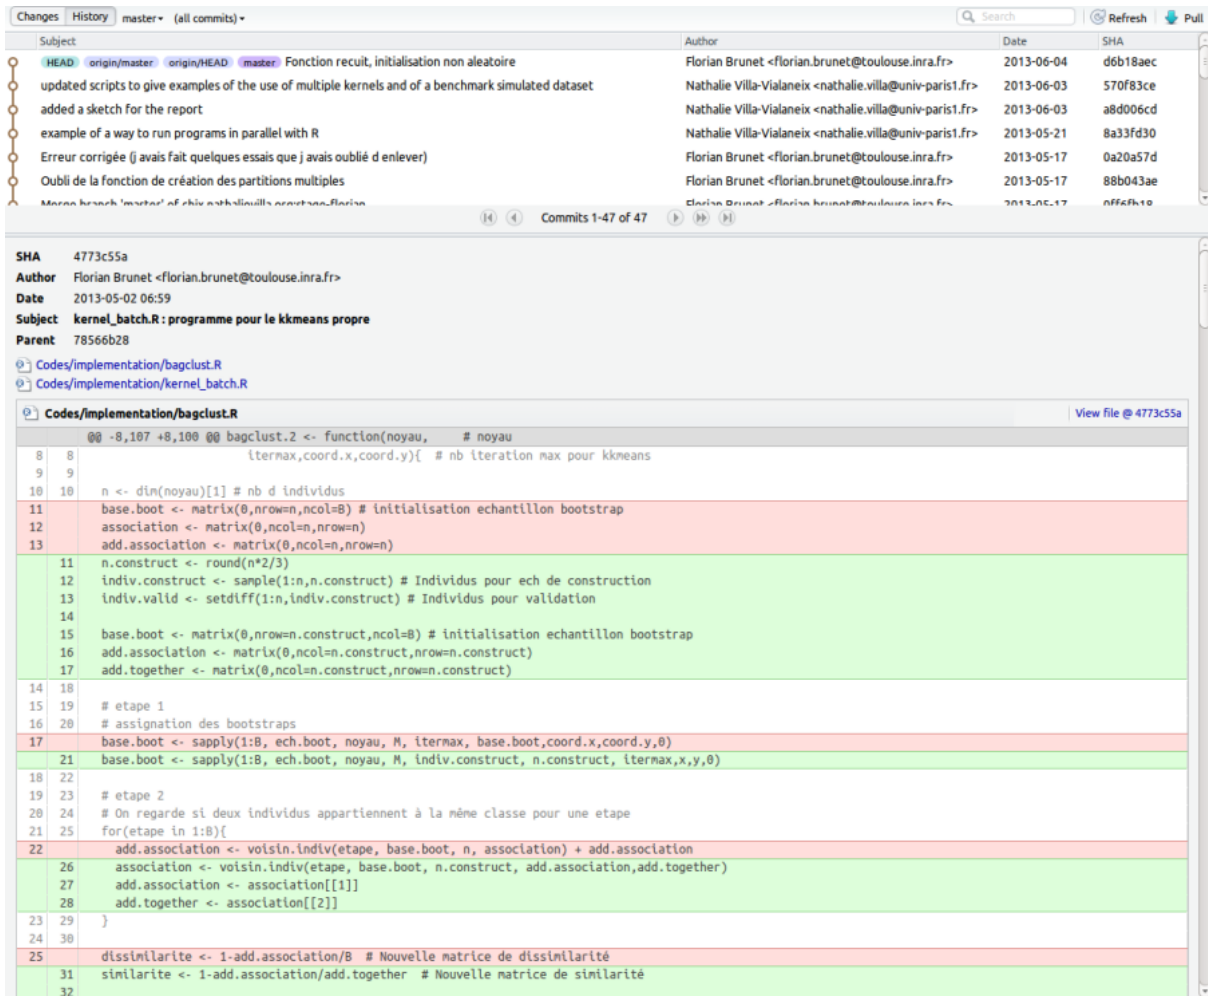 Changes History master (all commits) Search Refresh Pull
Subject Author Date SHA
HEAD origin/master origin/HEAD master Fonction recuit, initialisation non aleatoire Florian Brunet <florian.brunet@toulouse.inra.fr> 2013-06-04 d6b18aec
updated scripts to give examples of the use of multiple kernels and of a benchmark simulated dataset Nathalie Villa-Vialaneix <nathalie.villa@univ-paris1.fr> 2013-06-03 570f83ce
added a sketch for the report Nathalie Villa-Vialaneix <nathalie.villa@univ-paris1.fr> 2013-06-03 a8d006cd
example of a way to run programs in parallel with R Nathalie Villa-Vialaneix <nathalie.villa@univ-paris1.fr> 2013-05-21 8a33fd30
Erreur corrigée (j avais fait quelques essais que j avais oublié d enlever) Florian Brunet <florian.brunet@toulouse.inra.fr> 2013-05-17 0a20a57d
Oubli de la fonction de création des partitions multiples Florian Brunet <florian.brunet@toulouse.inra.fr> 2013-05-17 88b043ae
Merge branch 'master' of Florian Brunet <florian.brunet@toulouse.inra.fr> 2013-05-17 0ff6fb18
Commits 1-47 of 47
SHA 4773c55a
Author Florian Brunet <florian.brunet@toulouse.inra.fr>
Date 2013-05-02 06:59
Subject kernel_batch.R : programme pour le kkmeans propre
Parent 78566b28
Codes/implementation/bagclust.R
Codes/implementation/kernel_batch.R
Codes/implementation/bagclust.R View file @ 4773c55a
@@ -8,107 +8,100 @@ bagclust.2 <- function(noyau, # noyau
8 8 itermax,coord.x,coord.y){ # nb iteration max pour kkmeans
9 9
10 10 n <- dim(noyau)[1] # nb d individus
11 base.boot <- matrix(0,nrow=n,ncol=B) # initialisation echantillon bootstrap
12 association <- matrix(0,ncol=n,nrow=n)
13 add.association <- matrix(0,ncol=n,nrow=n)
11 n.construct <- round(n*2/3)
12 indiv.construct <- sample(1:n,n.construct) # Individus pour ech de construction
13 indiv.valid <- setdiff(1:n,indiv.construct) # Individus pour validation
14
15 base.boot <- matrix(0,nrow=n.construct,ncol=B) # initialisation echantillon bootstrap
16 add.association <- matrix(0,ncol=n.construct,nrow=n.construct)
17 add.together <- matrix(0,ncol=n.construct,nrow=n.construct)
14 18
15 19 # etape 1
16 20 # assignation des bootstraps
17 base.boot <- sapply(1:B, ech.boot, noyau, M, itermax, base.boot,coord.x,coord.y,0)
21 base.boot <- sapply(1:B, ech.boot, noyau, M, indiv.construct, n.construct, itermax,x,y,0)
18 22
19 23 # etape 2
20 24 # On regarde si deux individus appartiennent à la même classe pour une etape
21 25 for(etape in 1:B){
22 add.association <- voisin.indiv(etape, base.boot, n, association) + add.association
26 association <- voisin.indiv(etape, base.boot, n.construct, add.association,add.together)
27 add.association <- association[[1]]
28 add.together <- association[[2]]
23 29 }
24 30
25 dissimilarite <- 1-add.association/B # Nouvelle matrice de dissimilarité
31 similarite <- 1-add.association/add.together # Nouvelle matrice de similarité
32